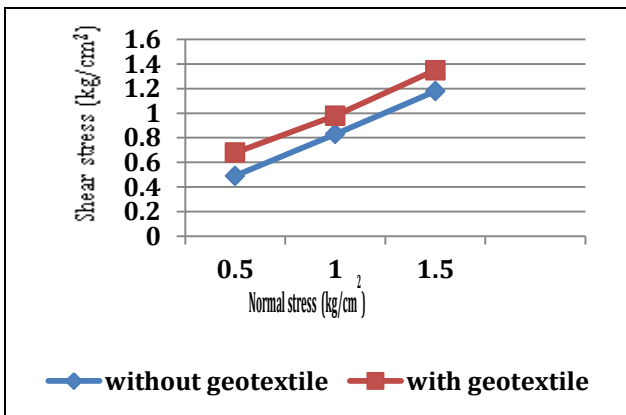 Shear stress (kg/cm²)
1.6
1.4
1.2
1
0.8
0.6
0.4
0.2
0
0.5 1 1.5
Normal stress (kg/cm²)
without geotextile with geotextile